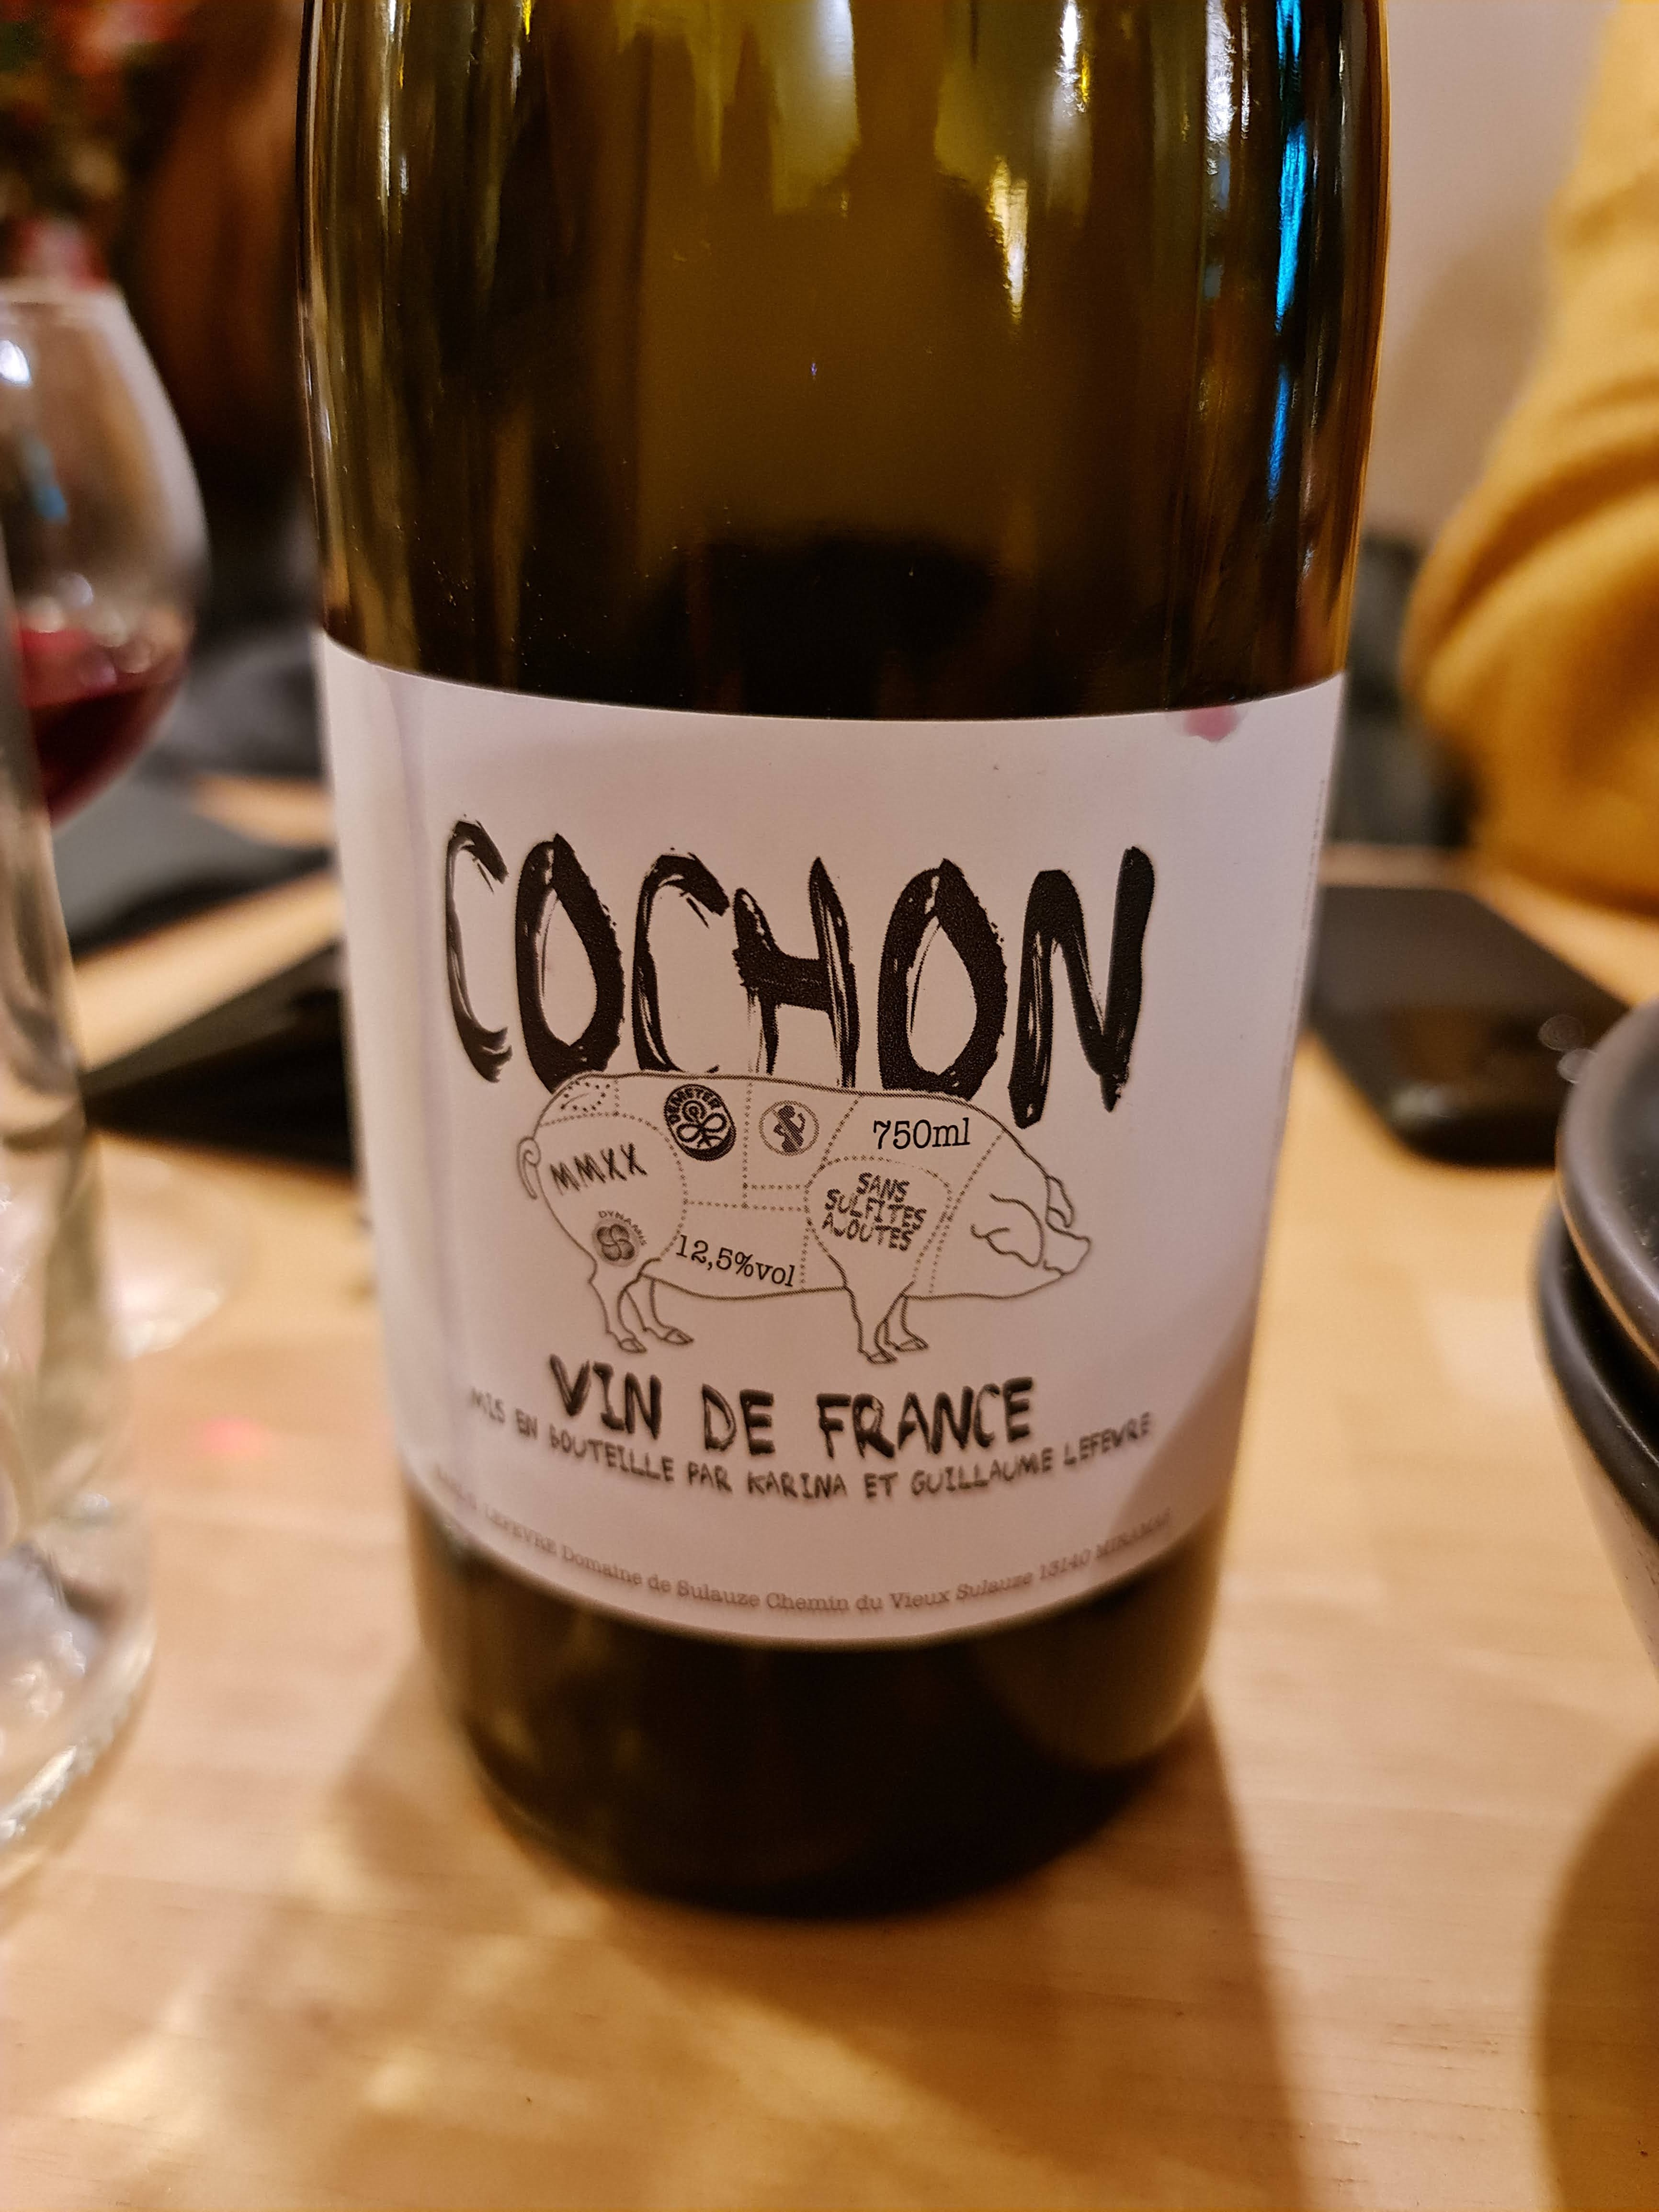 COCHON
DEMETER
750ml
MMXX
SANS
SULFITES
AJOUTÉS
DYNAMIS
12,5%vol
VIN DE FRANCE
MIS EN BOUTEILLE PAR KARINA ET GUILLAUME LEFEVRE
LEFEVRE Domaine de Sulauze Chemin du Vieux Sulauze 13140 MIRAMAS